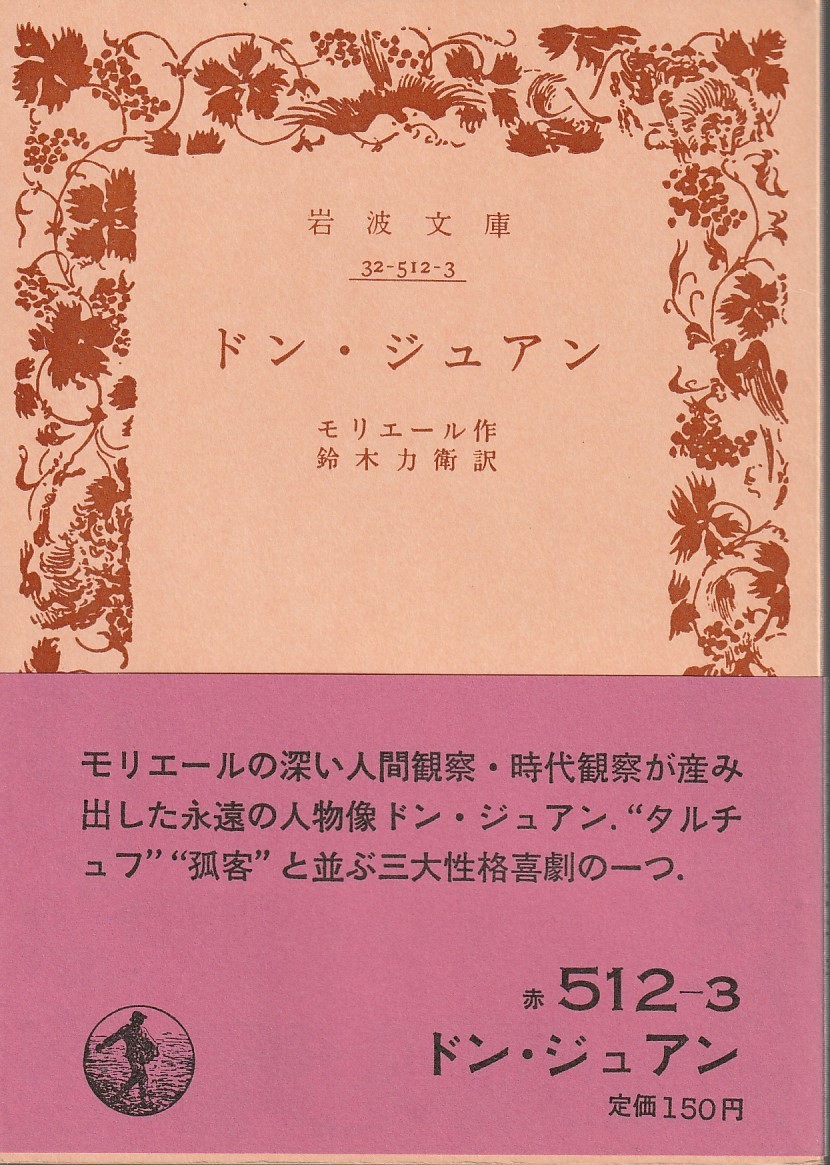 岩波文庫
32-512-3
ドン・ジュアン
モリエール作
鈴木力衛訳
モリエールの深い人間観察・時代観察が産み
出した永遠の人物像ドン・ジュアン．“タルチ
ュフ”“孤客”と並ぶ三大性格喜劇の一つ．
赤 512-3
ドン・ジュアン
定価150円